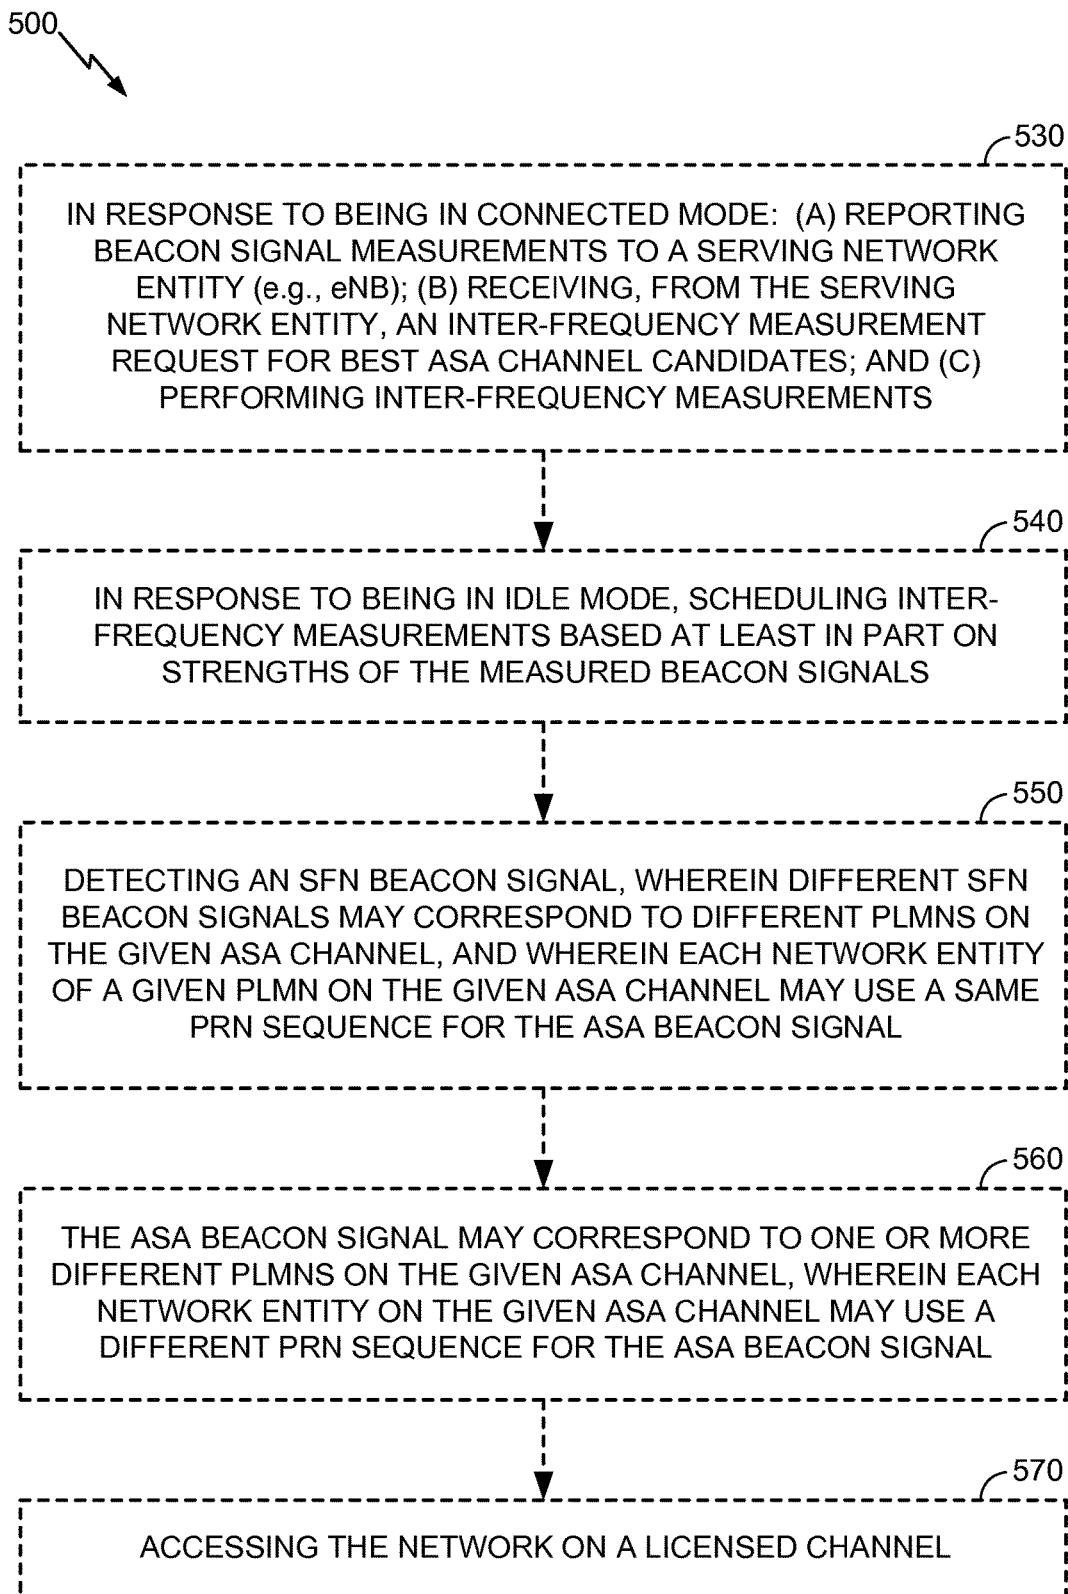 500
530
IN RESPONSE TO BEING IN CONNECTED MODE: (A) REPORTING
BEACON SIGNAL MEASUREMENTS TO A SERVING NETWORK
ENTITY (e.g., eNB); (B) RECEIVING, FROM THE SERVING
NETWORK ENTITY, AN INTER-FREQUENCY MEASUREMENT
REQUEST FOR BEST ASA CHANNEL CANDIDATES; AND (C)
PERFORMING INTER-FREQUENCY MEASUREMENTS
540
IN RESPONSE TO BEING IN IDLE MODE, SCHEDULING INTER-
FREQUENCY MEASUREMENTS BASED AT LEAST IN PART ON
STRENGTHS OF THE MEASURED BEACON SIGNALS
550
DETECTING AN SFN BEACON SIGNAL, WHEREIN DIFFERENT SFN
BEACON SIGNALS MAY CORRESPOND TO DIFFERENT PLMNS ON
THE GIVEN ASA CHANNEL, AND WHEREIN EACH NETWORK ENTITY
OF A GIVEN PLMN ON THE GIVEN ASA CHANNEL MAY USE A SAME
PRN SEQUENCE FOR THE ASA BEACON SIGNAL
560
THE ASA BEACON SIGNAL MAY CORRESPOND TO ONE OR MORE
DIFFERENT PLMNS ON THE GIVEN ASA CHANNEL, WHEREIN EACH
NETWORK ENTITY ON THE GIVEN ASA CHANNEL MAY USE A
DIFFERENT PRN SEQUENCE FOR THE ASA BEACON SIGNAL
570
ACCESSING THE NETWORK ON A LICENSED CHANNEL